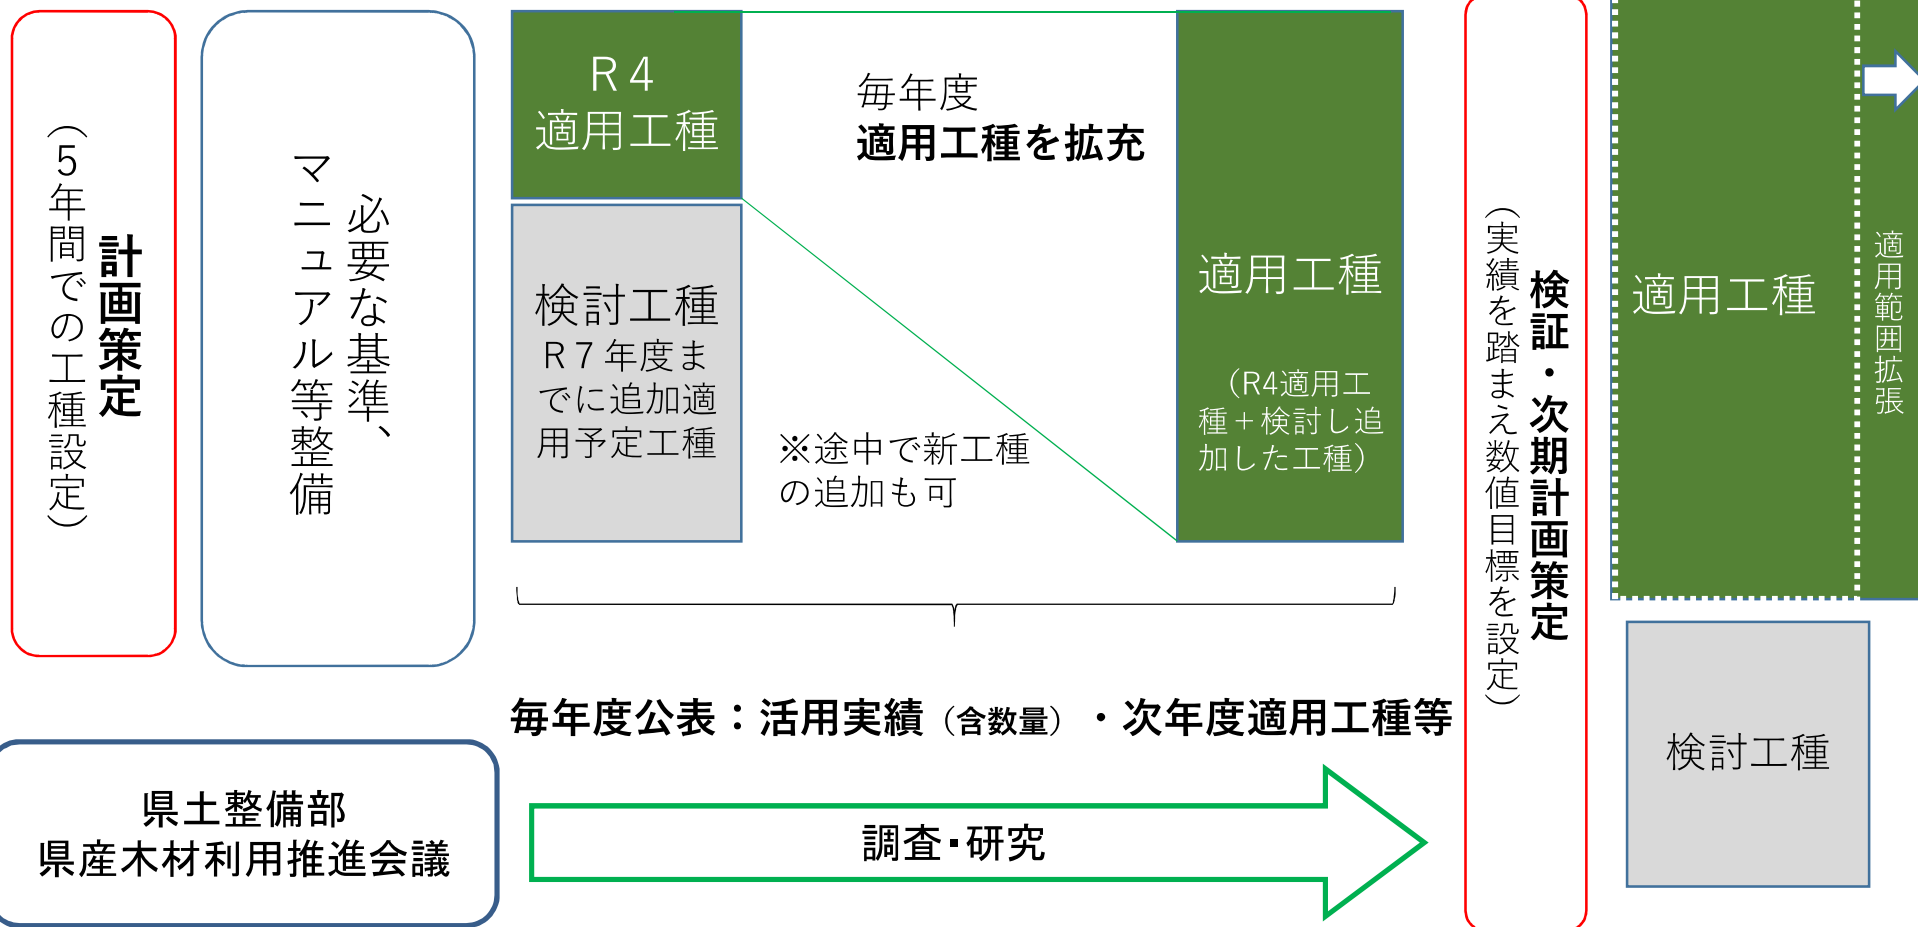 計画策定
（５年間での工種設定）
必要な基準、
マニュアル等整備
Ｒ４
適用工種
検討工種
Ｒ７年度ま
でに追加適
用予定工種
毎年度
適用工種を拡充
※途中で新工種
の追加も可
適用工種
（R4適用工
種＋検討し追
加した工種）
検証・次期計画策定
（実績を踏まえ数値目標を設定）
適用工種
適用範囲拡張
検討工種
毎年度公表：活用実績（含数量）・次年度適用工種等
県土整備部
県産木材利用推進会議
調査・研究